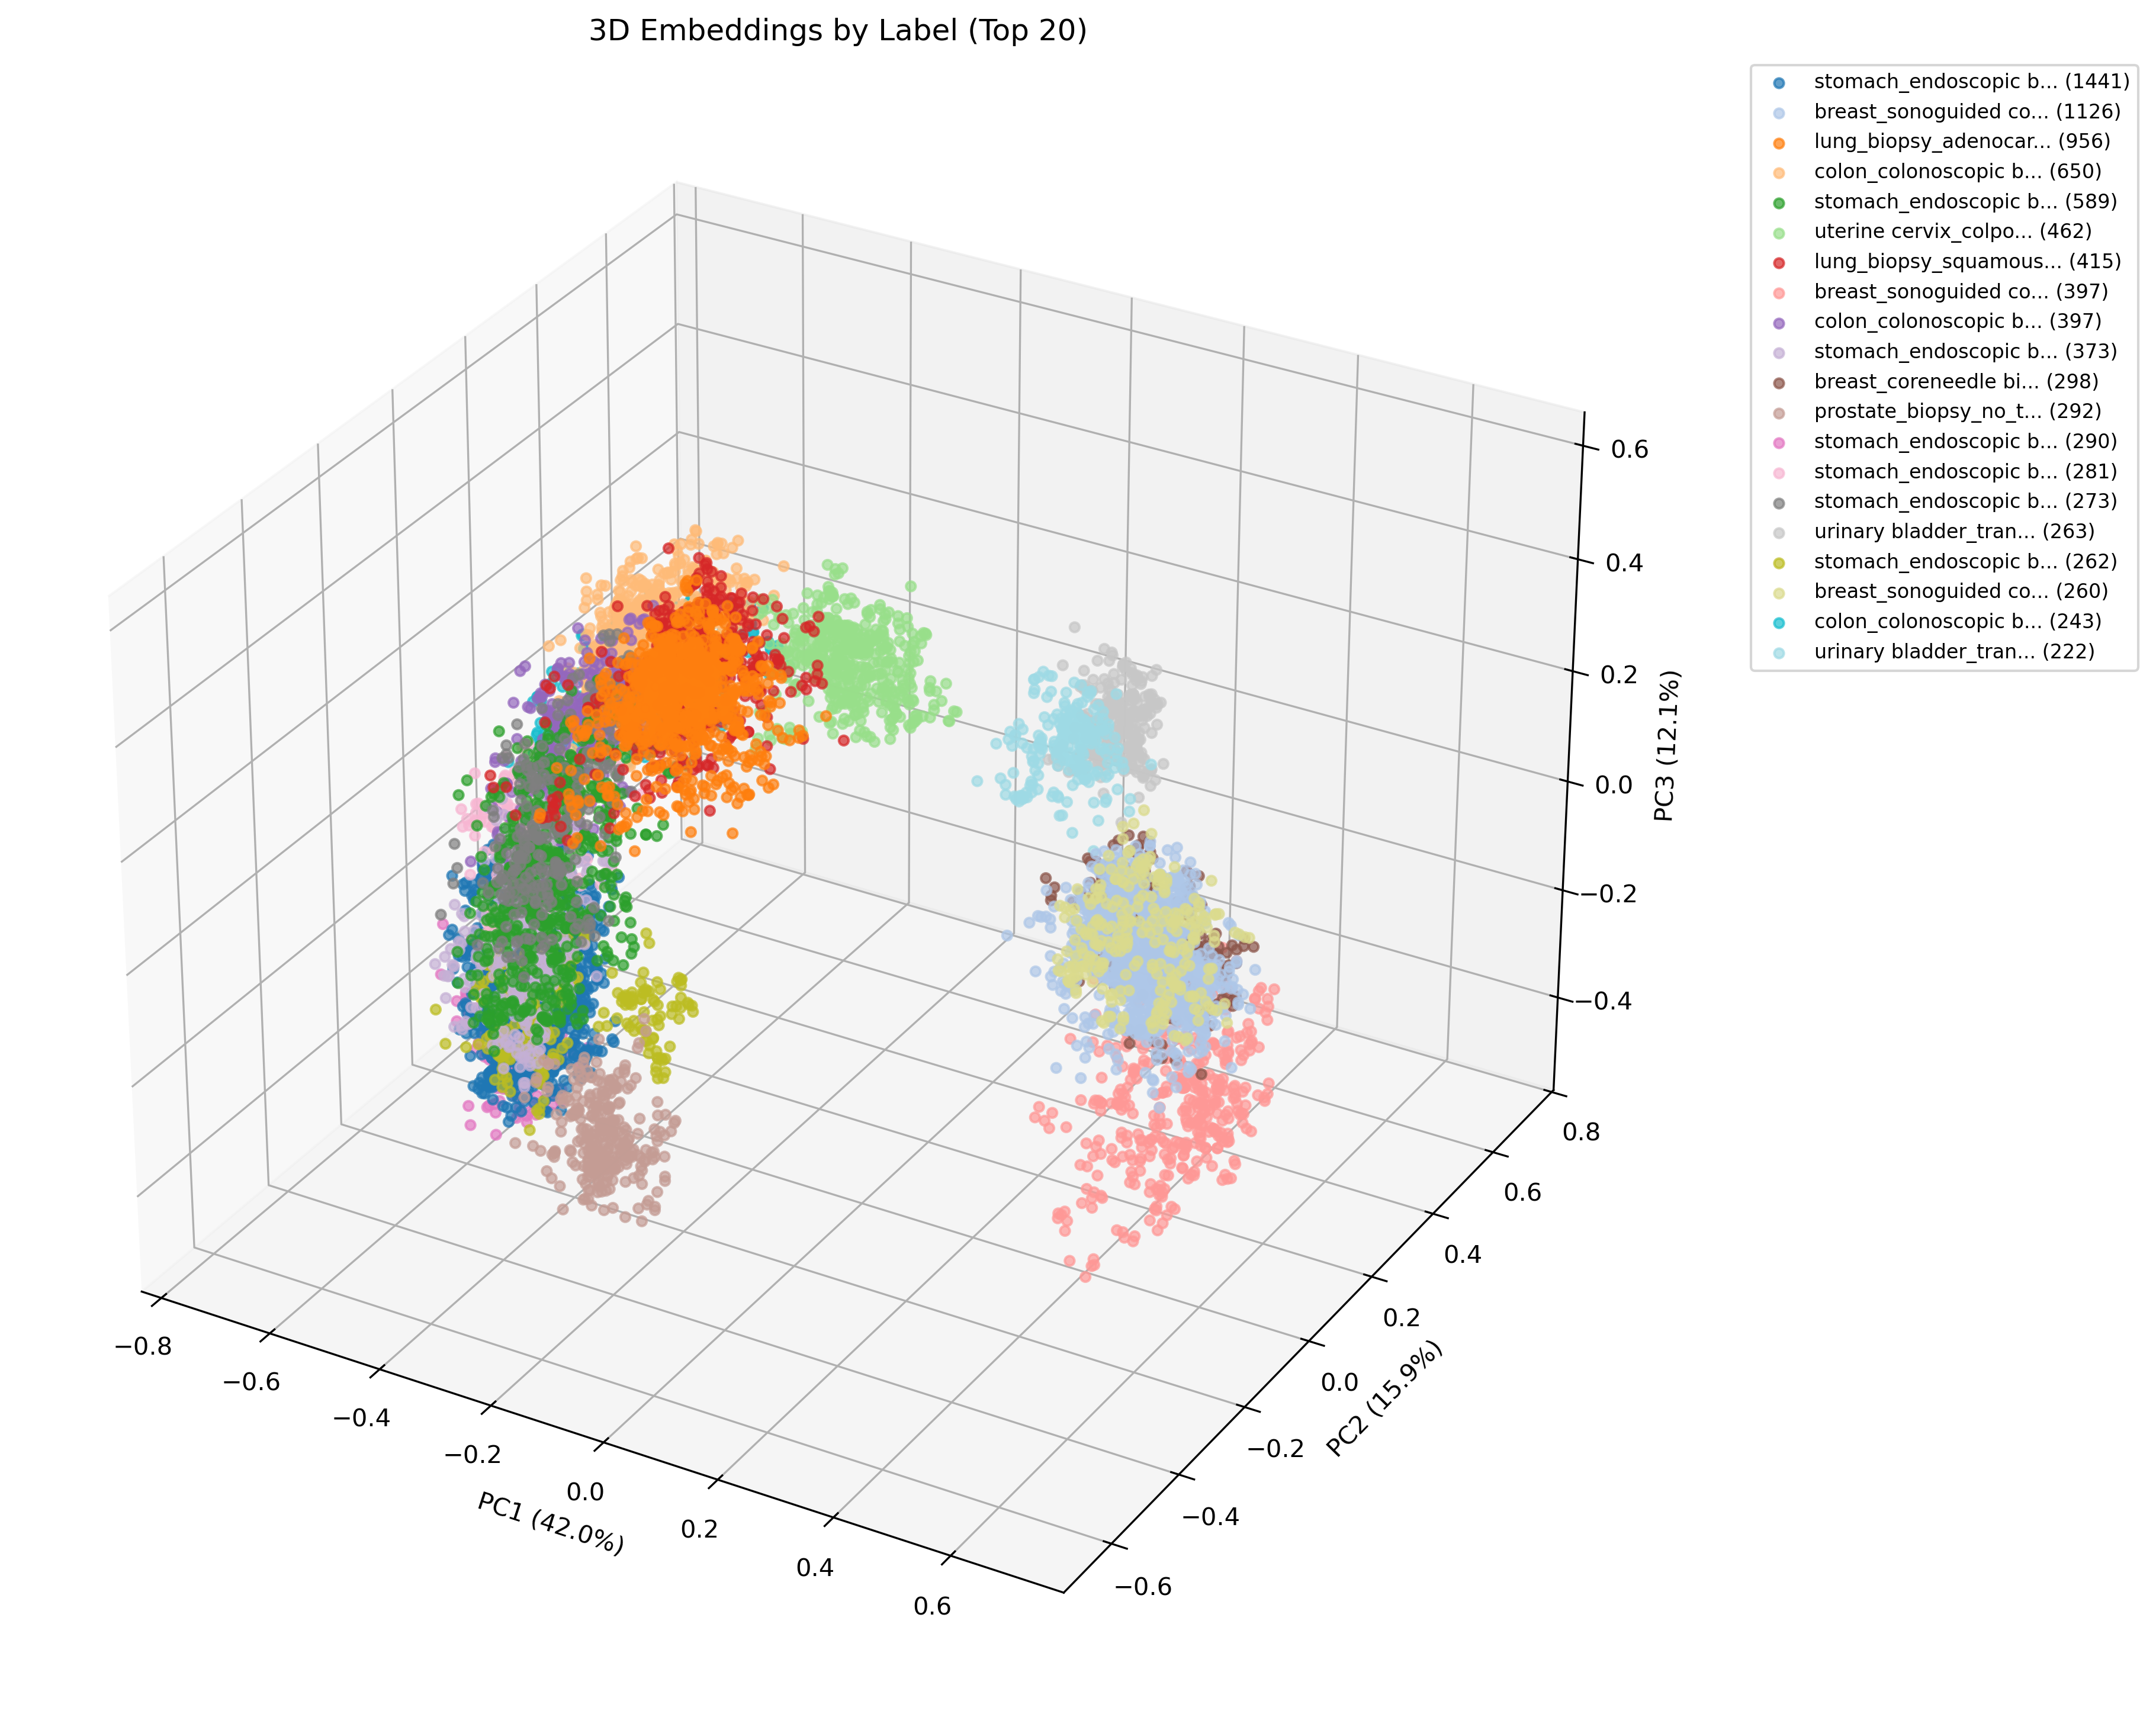 3D Embeddings by Label (Top 20)
stomach_endoscopic b... (1441)
breast_sonoguided co... (1126)
lung_biopsy_adenocar... (956)
colon_colonoscopic b... (650)
stomach_endoscopic b... (589)
uterine cervix_colpo... (462)
lung_biopsy_squamous... (415)
breast_sonoguided co... (397)
colon_colonoscopic b... (397)
stomach_endoscopic b... (373)
breast_coreneedle bi... (298)
prostate_biopsy_no_t... (292)
stomach_endoscopic b... (290)
stomach_endoscopic b... (281)
stomach_endoscopic b... (273)
urinary bladder_tran... (263)
stomach_endoscopic b... (262)
breast_sonoguided co... (260)
colon_colonoscopic b... (243)
urinary bladder_tran... (222)
0.6
0.4
0.2
0.0
−0.2
−0.4
PC3 (12.1%)
0.8
0.6
0.4
0.2
0.0
−0.2
−0.4
−0.6
PC2 (15.9%)
−0.8
−0.6
−0.4
−0.2
0.0
0.2
0.4
0.6
PC1 (42.0%)